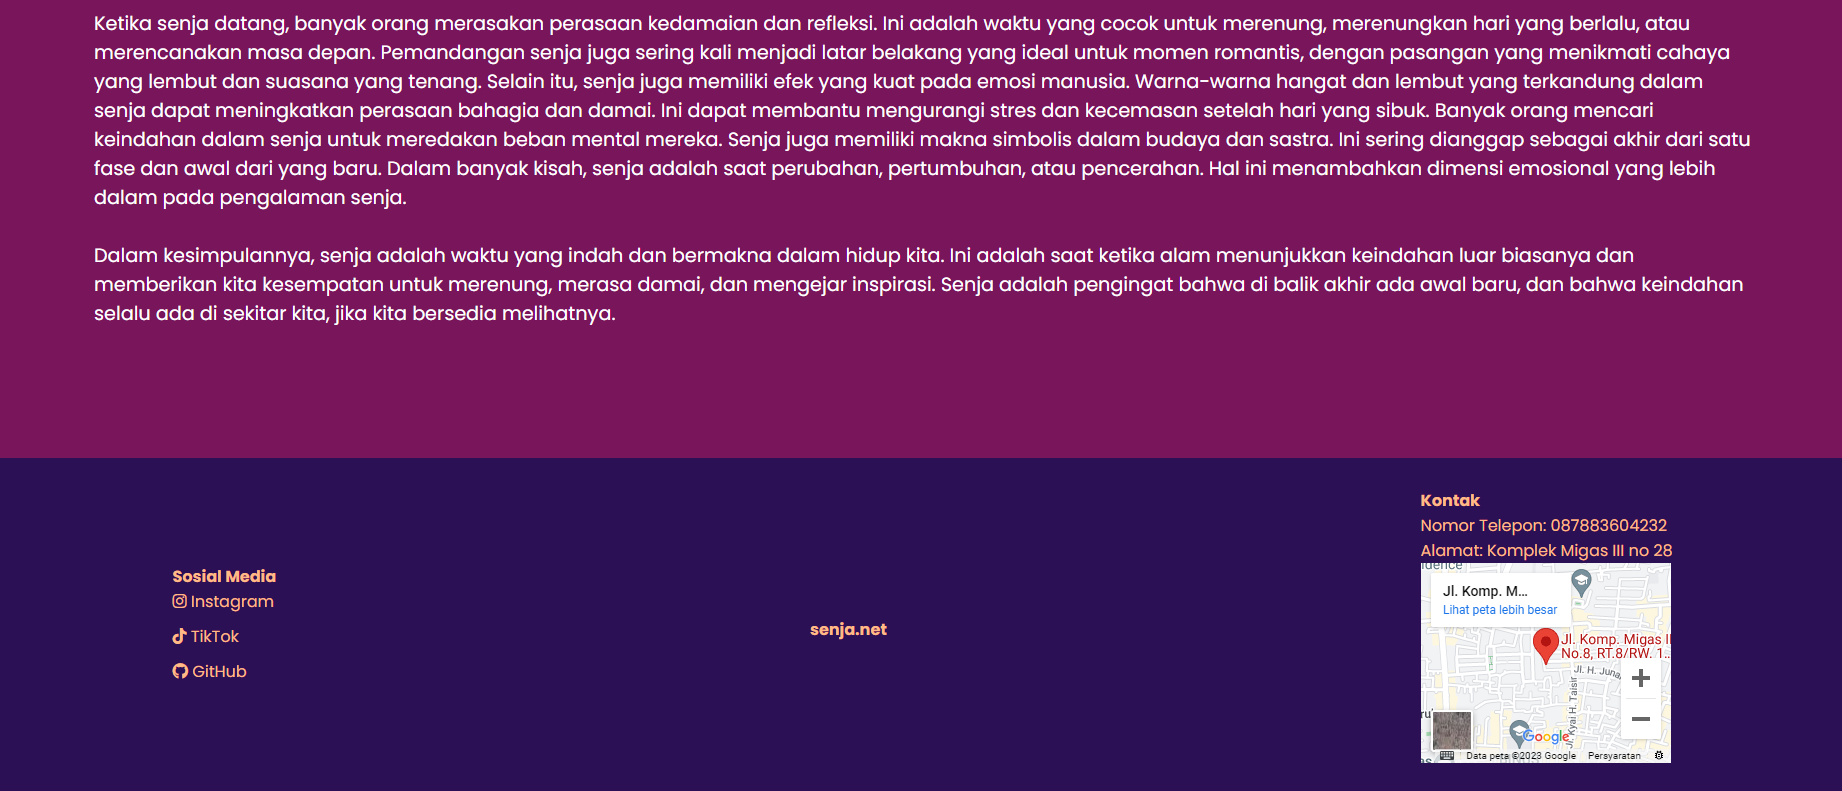 Ketika senja datang, banyak orang merasakan perasaan kedamaian dan refleksi. Ini adalah waktu yang cocok untuk merenung, merenungkan hari yang berlalu, atau
merencanakan masa depan. Pemandangan senja juga sering kali menjadi latar belakang yang ideal untuk momen romantis, dengan pasangan yang menikmati cahaya
yang lembut dan suasana yang tenang. Selain itu, senja juga memiliki efek yang kuat pada emosi manusia. Warna-warna hangat dan lembut yang terkandung dalam
senja dapat meningkatkan perasaan bahagia dan damai. Ini dapat membantu mengurangi stres dan kecemasan setelah hari yang sibuk. Banyak orang mencari
keindahan dalam senja untuk meredakan beban mental mereka. Senja juga memiliki makna simbolis dalam budaya dan sastra. Ini sering dianggap sebagai akhir dari satu
fase dan awal dari yang baru. Dalam banyak kisah, senja adalah saat perubahan, pertumbuhan, atau pencerahan. Hal ini menambahkan dimensi emosional yang lebih
dalam pada pengalaman senja.
Dalam kesimpulannya, senja adalah waktu yang indah dan bermakna dalam hidup kita. Ini adalah saat ketika alam menunjukkan keindahan luar biasanya dan
memberikan kita kesempatan untuk merenung, merasa damai, dan mengejar inspirasi. Senja adalah pengingat bahwa di balik akhir ada awal baru, dan bahwa keindahan
selalu ada di sekitar kita, jika kita bersedia melihatnya.
Sosial Media
Instagram
TikTok
GitHub
senja.net
Kontak
Nomor Telepon: 087883604232
Alamat: Komplek Migas III no 28
Jl. Komp. M...
Lihat peta lebih besar
Jl. Komp. Migas I
No.8, RT.8/RW. 1...
Jl. H. Juna
Jl. Kyai H. Taisir
Google
Data peta ©2023 Google
Persyaratan